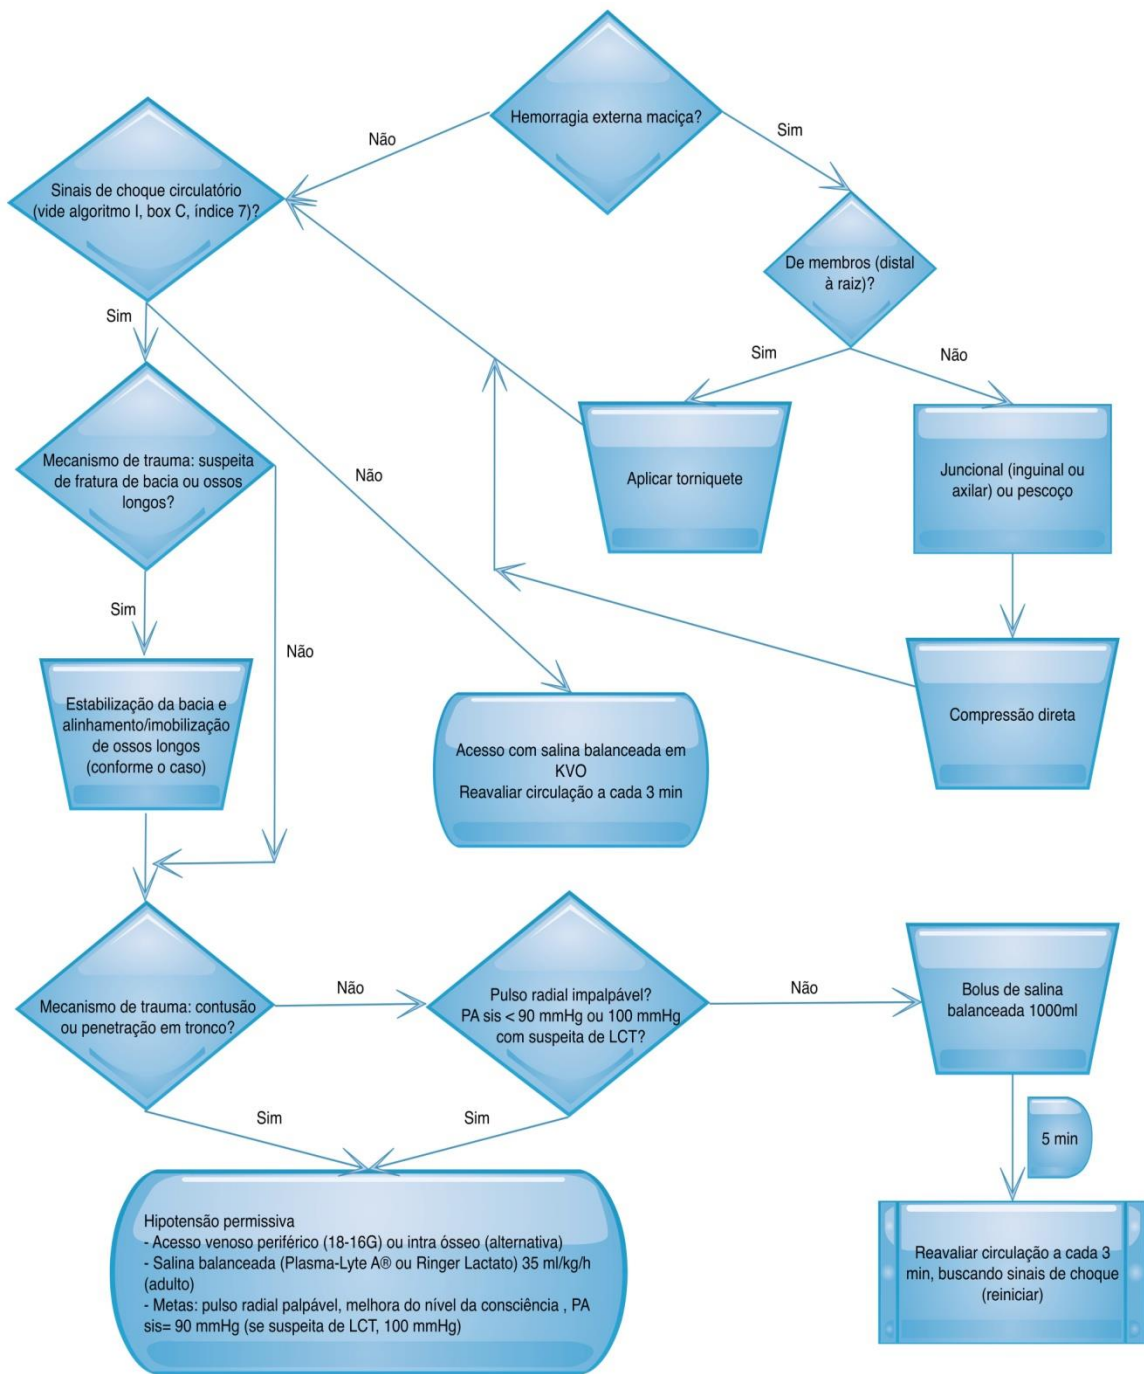 Hemorragia externa maciça?
Não
Sim
Sinais de choque circulatório
(vide algoritmo I, box C, índice 7)?
De membros (distal
à raiz)?
Sim
Sim
Não
Mecanismo de trauma: suspeita
de fratura de bacia ou ossos
longos?
Não
Aplicar torniquete
Juncional (inguinal ou
axilar) ou pescoço
Sim
Não
Estabilização da bacia e
alinhamento/imobilização
de ossos longos
(conforme o caso)
Acesso com salina balanceada em
KVO
Reavaliar circulação a cada 3 min
Compressão direta
Mecanismo de trauma: contusão
ou penetração em tronco?
Não
Pulso radial impalpável?
PA sis < 90 mmHg ou 100 mmHg
com suspeita de LCT?
Não
Bolus de salina
balanceada 1000ml
Sim
Sim
5 min
Hipotensão permissiva
- Acesso venoso periférico (18-16G) ou intra ósseo (alternativa)
- Salina balanceada (Plasma-Lyte A® ou Ringer Lactato) 35 ml/kg/h
(adulto)
- Metas: pulso radial palpável, melhora do nível da consciência , PA
sis= 90 mmHg (se suspeita de LCT, 100 mmHg)
Reavaliar circulação a cada 3
min, buscando sinais de choque
(reiniciar)